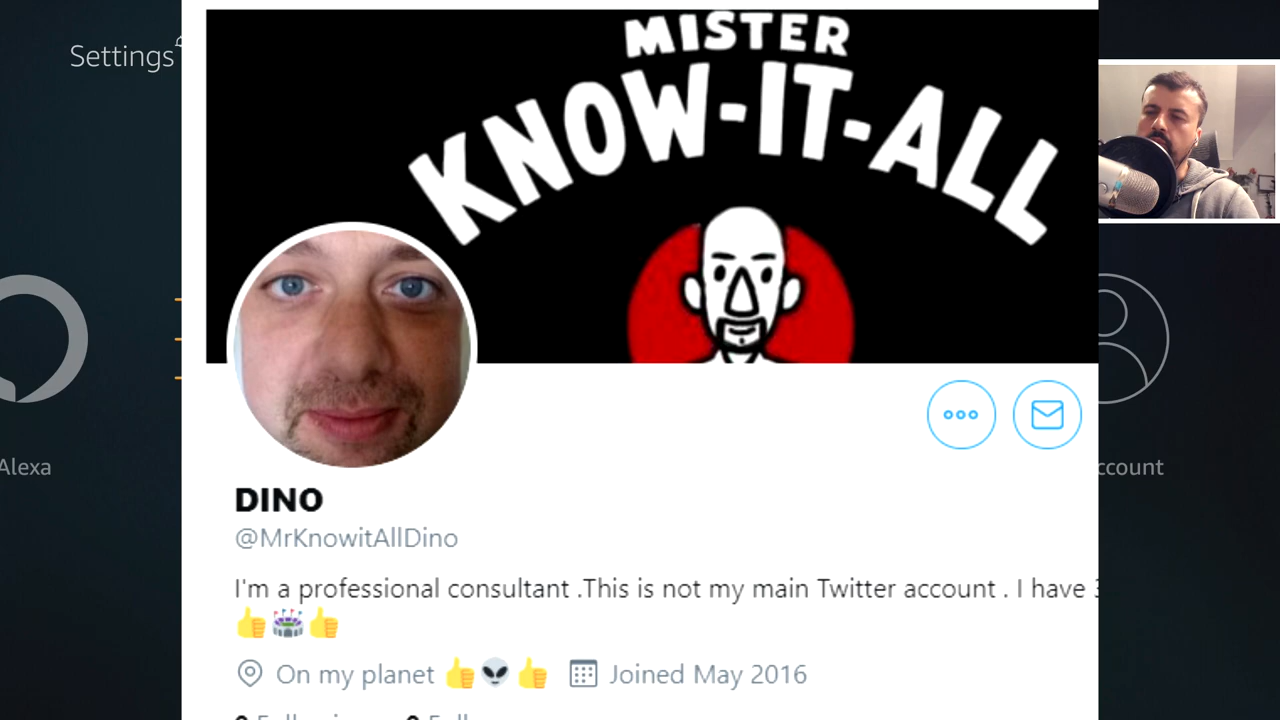 Settings
MISTER
KNOW-IT-ALL
Alexa
ccount
DINO
@MrKnowitAllDino
I'm a professional consultant .This is not my main Twitter account . I have
👍🏟👍
On my planet 👍👽👍 Joined May 2016